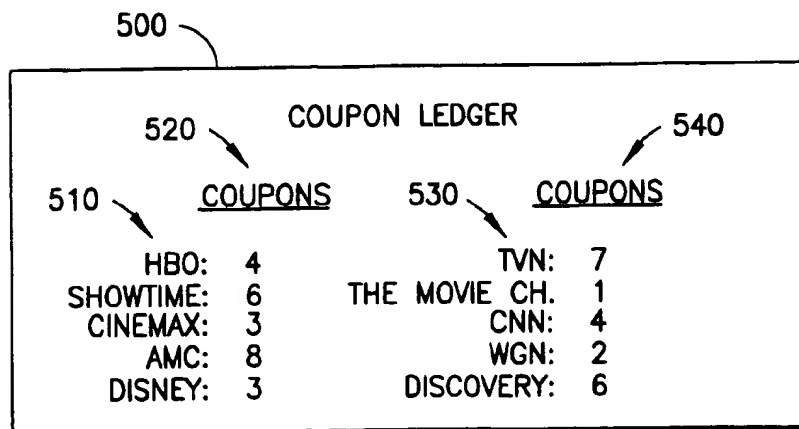 500
COUPON LEDGER
520
540
COUPONS
COUPONS
510
530
HBO: 4
TVN: 7
SHOWTIME: 6
THE MOVIE CH. 1
CINEMAX: 3
CNN: 4
AMC: 8
WGN: 2
DISNEY: 3
DISCOVERY: 6